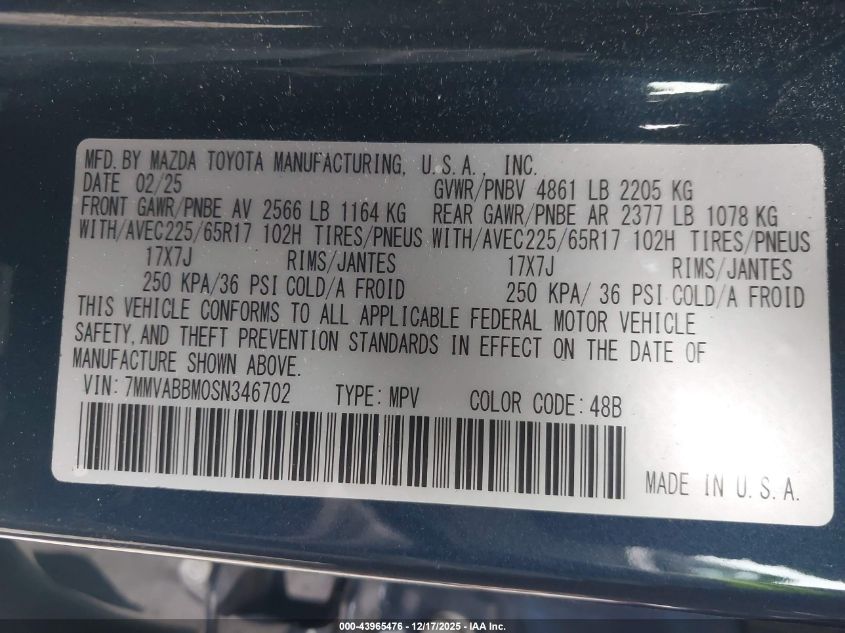 MFD. BY MAZDA TOYOTA MANUFACTURING, U.S.A., INC.
DATE 02/25 GVWR/PNBV 4861 LB 2205 KG
FRONT GAWR/PNBE AV 2566 LB 1164 KG REAR GAWR/PNBE AR 2377 LB 1078 KG
WITH/AVEC225/65R17 102H TIRES/PNEUS WITH/AVEC225/65R17 102H TIRES/PNEUS
17X7J RIMS/JANTES 17X7J RIMS/JANTES
250 KPA/36 PSI COLD/A FROID 250 KPA/ 36 PSI COLD/A FROID
THIS VEHICLE CONFORMS TO ALL APPLICABLE FEDERAL MOTOR VEHICLE
SAFETY, AND THEFT PREVENTION STANDARDS IN EFFECT ON THE DATE OF
MANUFACTURE SHOWN ABOVE.
VIN: 7MMVABBM0SN346702 TYPE: MPV COLOR CODE: 48B
MADE IN U.S.A.
000-43965476 — 12/17/2025 — IAA Inc.